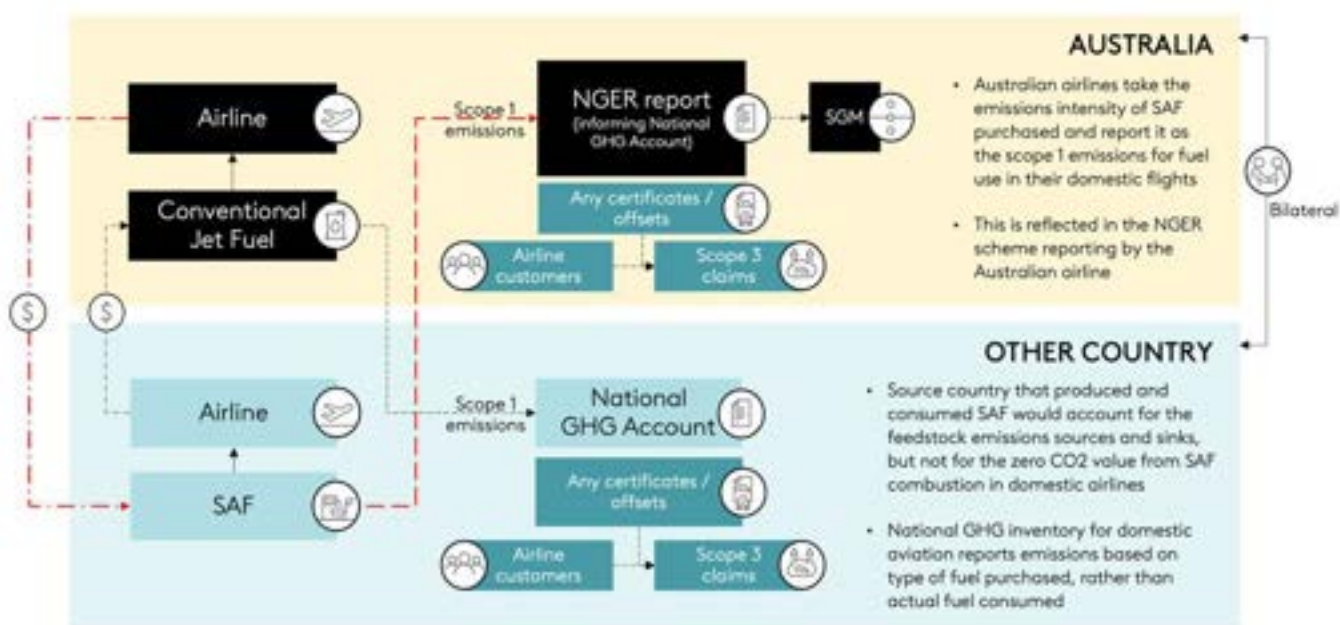 AUSTRALIA
Airline
Scope 1
emissions
NGER report
(informing National
GHG Account)
SGM
Conventional
Jet Fuel
Any certificates /
offsets
Airline
customers
Scope 3
claims
• Australian airlines take the
emissions intensity of SAF
purchased and report it as
the scope 1 emissions for fuel
use in their domestic flights
• This is reflected in the NGER
scheme reporting by the
Australian airline
Bilateral
$
$
OTHER COUNTRY
Airline
Scope 1
emissions
National
GHG Account
SAF
Any certificates /
offsets
Airline
customers
Scope 3
claims
• Source country that produced and
consumed SAF would account for the
feedstock emissions sources and sinks,
but not for the zero CO2 value from SAF
combustion in domestic airlines
• National GHG inventory for domestic
aviation reports emissions based on
type of fuel purchased, rather than
actual fuel consumed